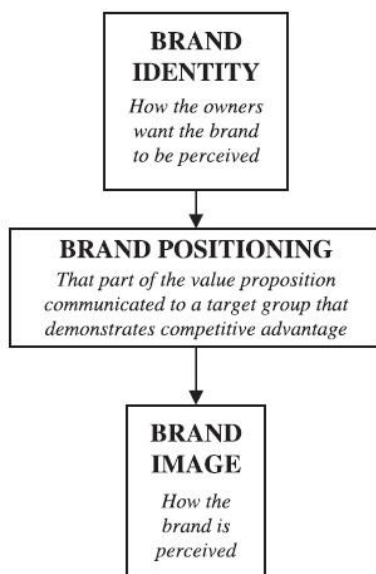 BRAND
IDENTITY
How the owners
want the brand
to be perceived
BRAND POSITIONING
That part of the value proposition
communicated to a target group that
demonstrates competitive advantage
BRAND
IMAGE
How the
brand is
perceived